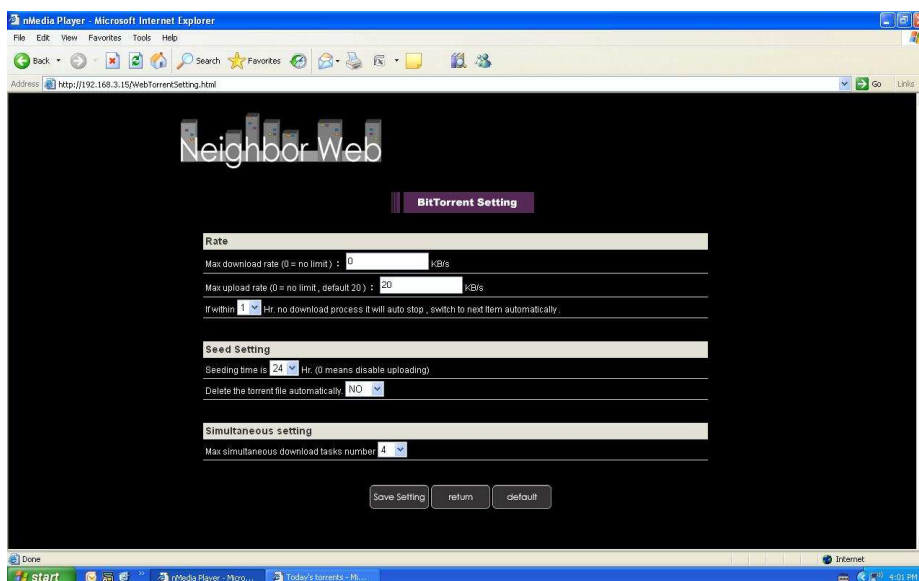 nMedia Player - Microsoft Internet Explorer
File Edit View Favorites Tools Help
Back Search Favorites
Address http://192.168.3.15/WebTorrentSetting.html Go Links
Neighbor Web
BitTorrent Setting
Rate
Max download rate (0 = no limit) : 0 KB/s
Max upload rate (0 = no limit , default 20 ) : 20 KB/s
If within 1 Hr. no download process it will auto stop , switch to next item automatically .
Seed Setting
Seeding time is 24 Hr. (0 means disable uploading)
Delete the torrent file automatically. NO
Simultaneous setting
Max simultaneous download tasks number 4
Save Setting return default
Done Internet
start nMedia Player - Micro... Today's torrents - Mi... 4:01 PM